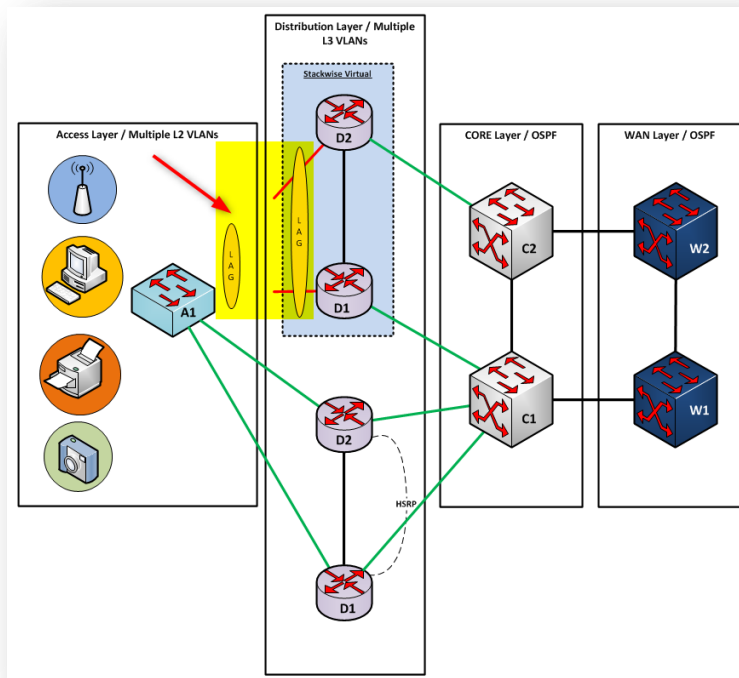 Distribution Layer / Multiple
L3 VLANs
Stackwise Virtual
D2
D1
Access Layer / Multiple L2 VLANs
LAG
LAG
A1
D2
HSRP
D1
CORE Layer / OSPF
C2
C1
WAN Layer / OSPF
W2
W1